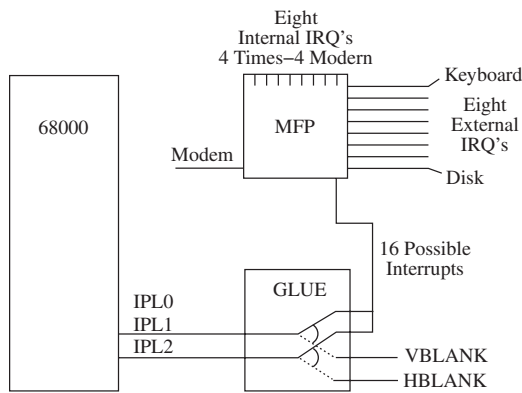 Eight
Internal IRQ's
4 Times-4 Modern
Keyboard
68000
MFP
Eight
External
IRQ's
Modem
Disk
16 Possible
Interrupts
GLUE
IPL0
IPL1
IPL2
VBLANK
HBLANK